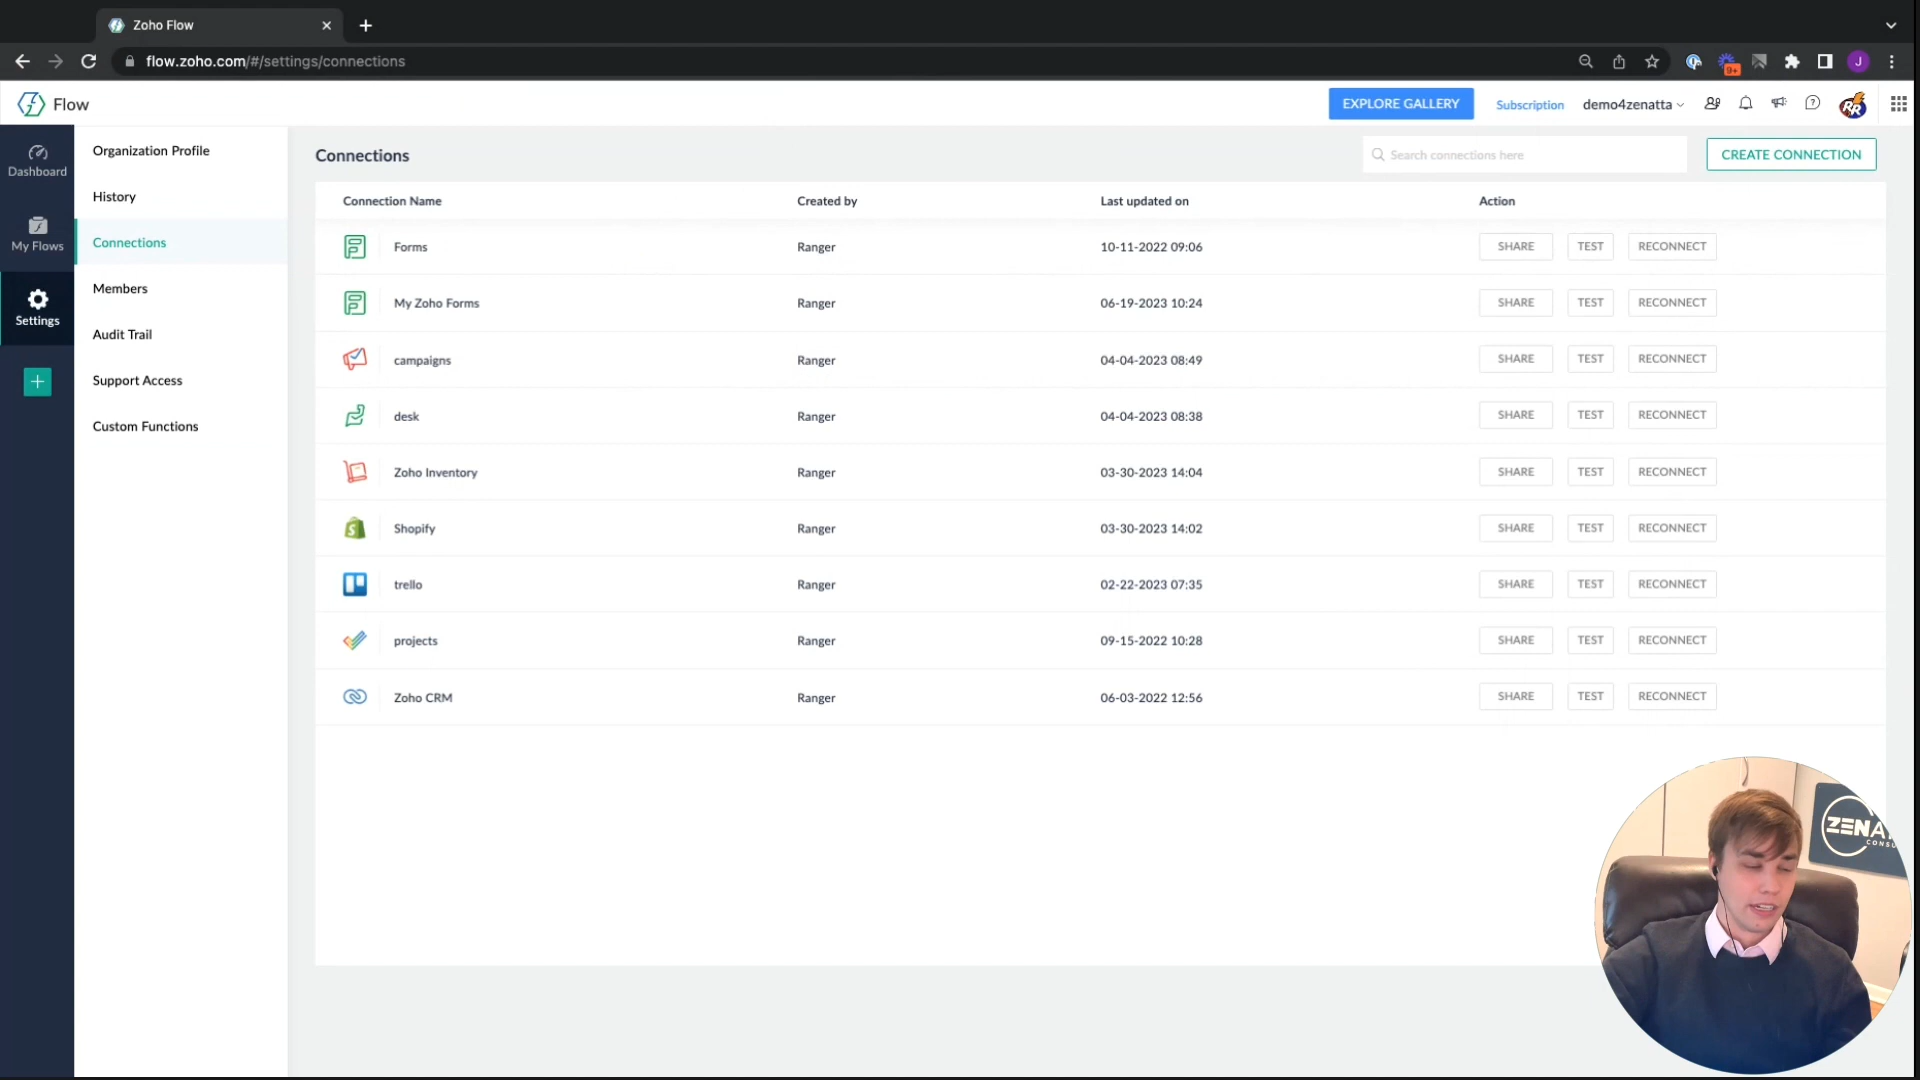 Zoho Flow
flow.zoho.com/#/settings/connections
9+
J
Flow
EXPLORE GALLERY
Subscription
demo4zenatta
RR
Dashboard
My Flows
Settings
Organization Profile
History
Connections
Members
Audit Trail
Support Access
Custom Functions
Connections
Search connections here
CREATE CONNECTION
Connection Name Created by Last updated on Action
Forms Ranger 10-11-2022 09:06 SHARE TEST RECONNECT
My Zoho Forms Ranger 06-19-2023 10:24 SHARE TEST RECONNECT
campaigns Ranger 04-04-2023 08:49 SHARE TEST RECONNECT
desk Ranger 04-04-2023 08:38 SHARE TEST RECONNECT
Zoho Inventory Ranger 03-30-2023 14:04 SHARE TEST RECONNECT
Shopify Ranger 03-30-2023 14:02 SHARE TEST RECONNECT
trello Ranger 02-22-2023 07:35 SHARE TEST RECONNECT
projects Ranger 09-15-2022 10:28 SHARE TEST RECONNECT
Zoho CRM Ranger 06-03-2022 12:56 SHARE TEST RECONNECT
ZENA
CONSU